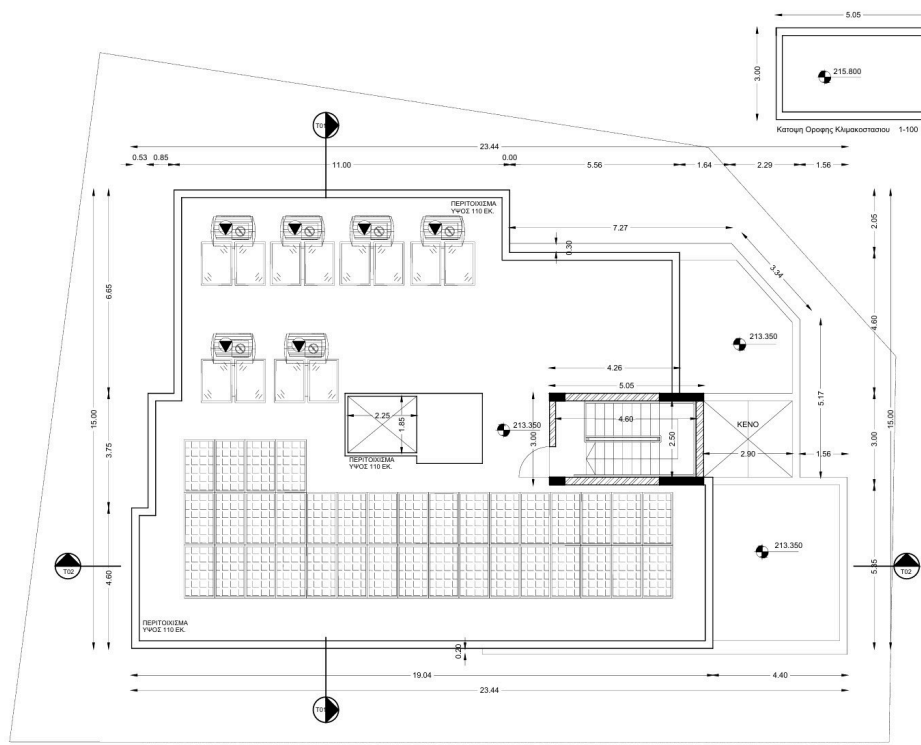 5.05
3.00
215.800
Κατοψη Οροφης Κλιμακοστασιου 1-100
T01
23.44
0.53 0.85 11.00 0.00 5.56 1.64 2.29 1.56
ΠΕΡΙΤΟΙΧΙΣΜΑ
ΥΨΟΣ 110 ΕΚ.
7.27
0.30
3.34
2.05
6.65
4.60
213.350
4.26
5.05
5.17
15.00
2.25
1.85
213.350
3.00
4.60
2.50
ΚΕΝΟ
2.90
1.56
3.00
15.00
3.75
ΠΕΡΙΤΟΙΧΙΣΜΑ
ΥΨΟΣ 110 ΕΚ.
213.350
5.35
T02
T02
4.60
ΠΕΡΙΤΟΙΧΙΣΜΑ
ΥΨΟΣ 110 ΕΚ.
0.20
19.04
4.40
23.44
T01